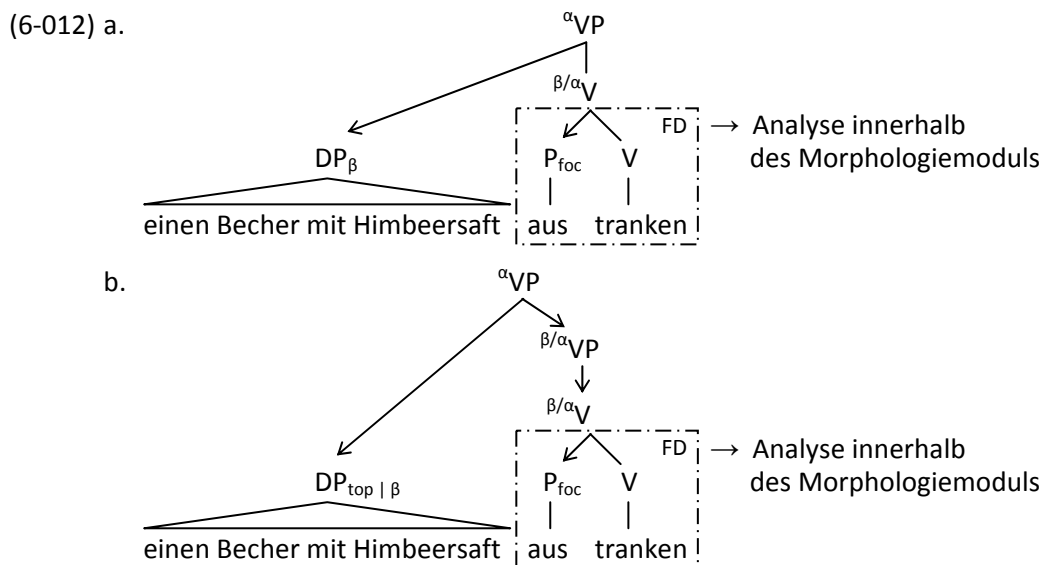 (6-012) a.
αVP
β/αV
FD → Analyse innerhalb
des Morphologiemoduls
DPβ Pfoc V
einen Becher mit Himbeersaft aus tranken
b.
αVP
β/αVP
β/αV
FD → Analyse innerhalb
des Morphologiemoduls
DPtop | β Pfoc V
einen Becher mit Himbeersaft aus tranken